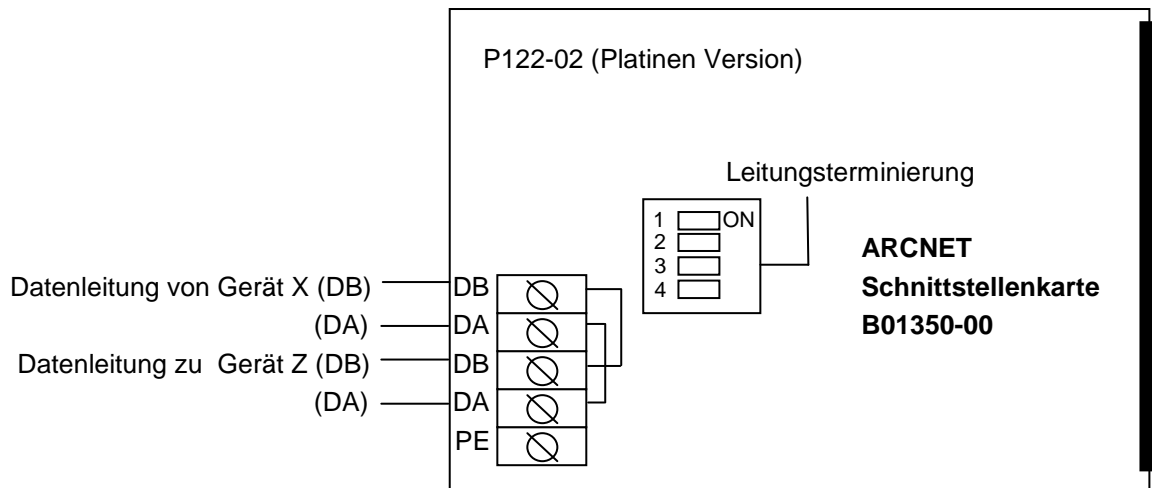 P122-02 (Platinen Version)
Leitungsterminierung
1 ON
2
3
4
ARCNET
Schnittstellenkarte
B01350-00
Datenleitung von Gerät X (DB) DB
(DA) DA
Datenleitung zu Gerät Z (DB) DB
(DA) DA
PE